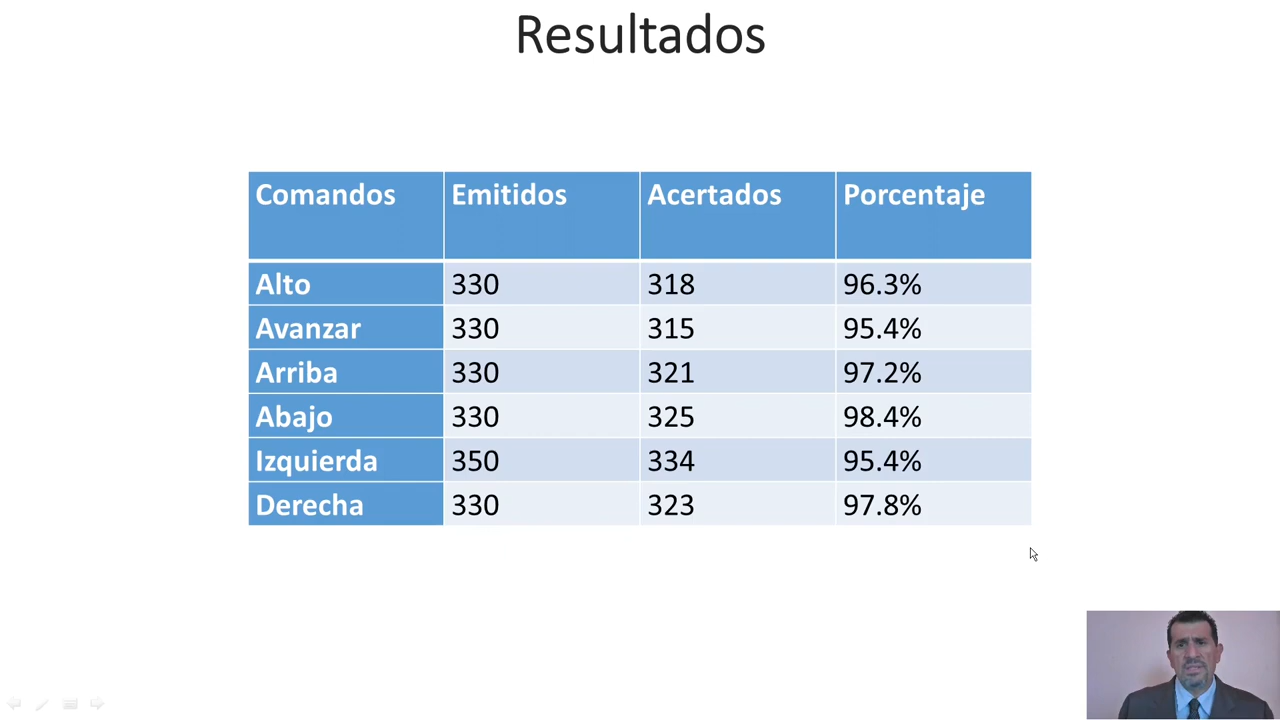 Resultados
Comandos Emitidos Acertados Porcentaje
Alto 330 318 96.3%
Avanzar 330 315 95.4%
Arriba 330 321 97.2%
Abajo 330 325 98.4%
Izquierda 350 334 95.4%
Derecha 330 323 97.8%